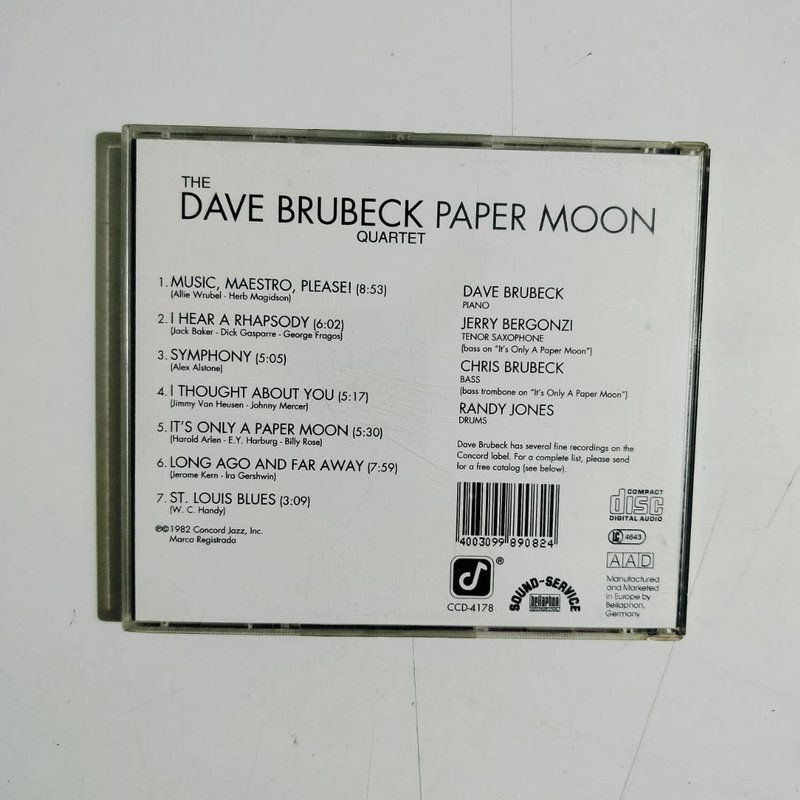 THE
DAVE BRUBECK PAPER MOON
QUARTET
1. MUSIC, MAESTRO, PLEASE! (8:53)
(Allie Wrubel - Herb Magidson)
2. I HEAR A RHAPSODY (6:02)
(Jack Baker - Dick Gasparre - George Fragos)
3. SYMPHONY (5:05)
(Alex Alstone)
4. I THOUGHT ABOUT YOU (5:17)
(Jimmy Van Heusen - Johnny Mercer)
5. IT'S ONLY A PAPER MOON (5:30)
(Harold Arlen - E.Y. Harburg - Billy Rose)
6. LONG AGO AND FAR AWAY (7:59)
(Jerome Kern - Ira Gershwin)
7. ST. LOUIS BLUES (3:09)
(W. C. Handy)
℗©1982 Concord Jazz, Inc.
Marca Registrada
DAVE BRUBECK
PIANO
JERRY BERGONZI
TENOR SAXOPHONE
(bass on "It's Only A Paper Moon")
CHRIS BRUBECK
BASS
(bass trombone on "It's Only A Paper Moon")
RANDY JONES
DRUMS
Dave Brubeck has several fine recordings on the
Concord label. For a complete list, please send
for a free catalog (see below).
4003099 890824
CCD-4178
®
SOUND-SERVICE
bellaphon
COMPACT
disc
DIGITAL AUDIO
LC 4643
AAD
Manufactured
and Marketed
in Europe by
Bellaphon,
Germany